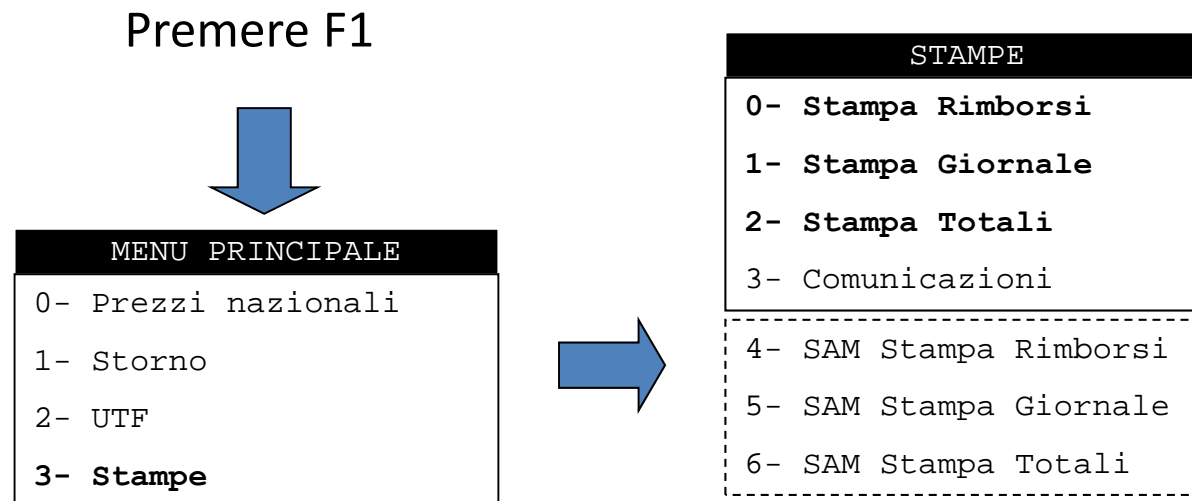 Premere F1
MENU PRINCIPALE
0- Prezzi nazionali
1- Storno
2- UTF
3- Stampe
STAMPE
0- Stampa Rimborsi
1- Stampa Giornale
2- Stampa Totali
3- Comunicazioni
4- SAM Stampa Rimborsi
5- SAM Stampa Giornale
6- SAM Stampa Totali